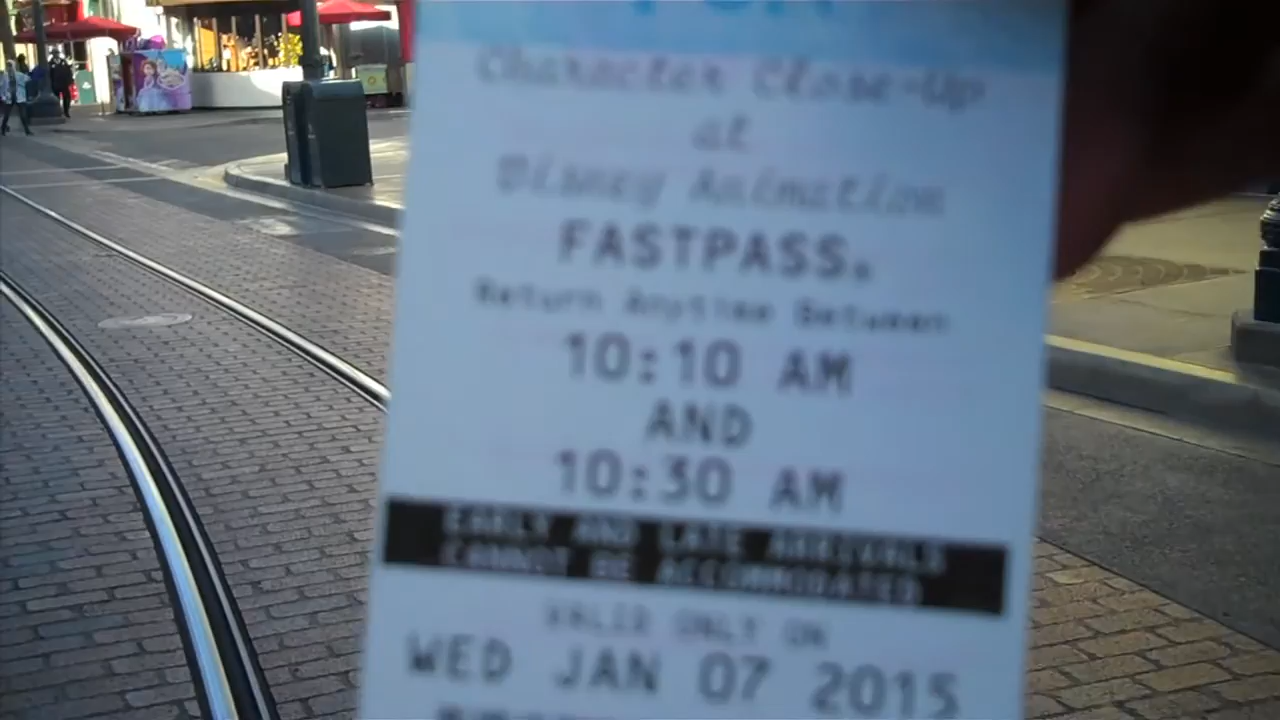 FOR
Character Close-Up
at
Disney Animation
FASTPASS.
Return Anytime Between
10:10 AM
AND
10:30 AM
EARLY AND LATE ARRIVALS
CANNOT BE ACCOMMODATED
VALID ONLY ON
WED JAN 07 2015